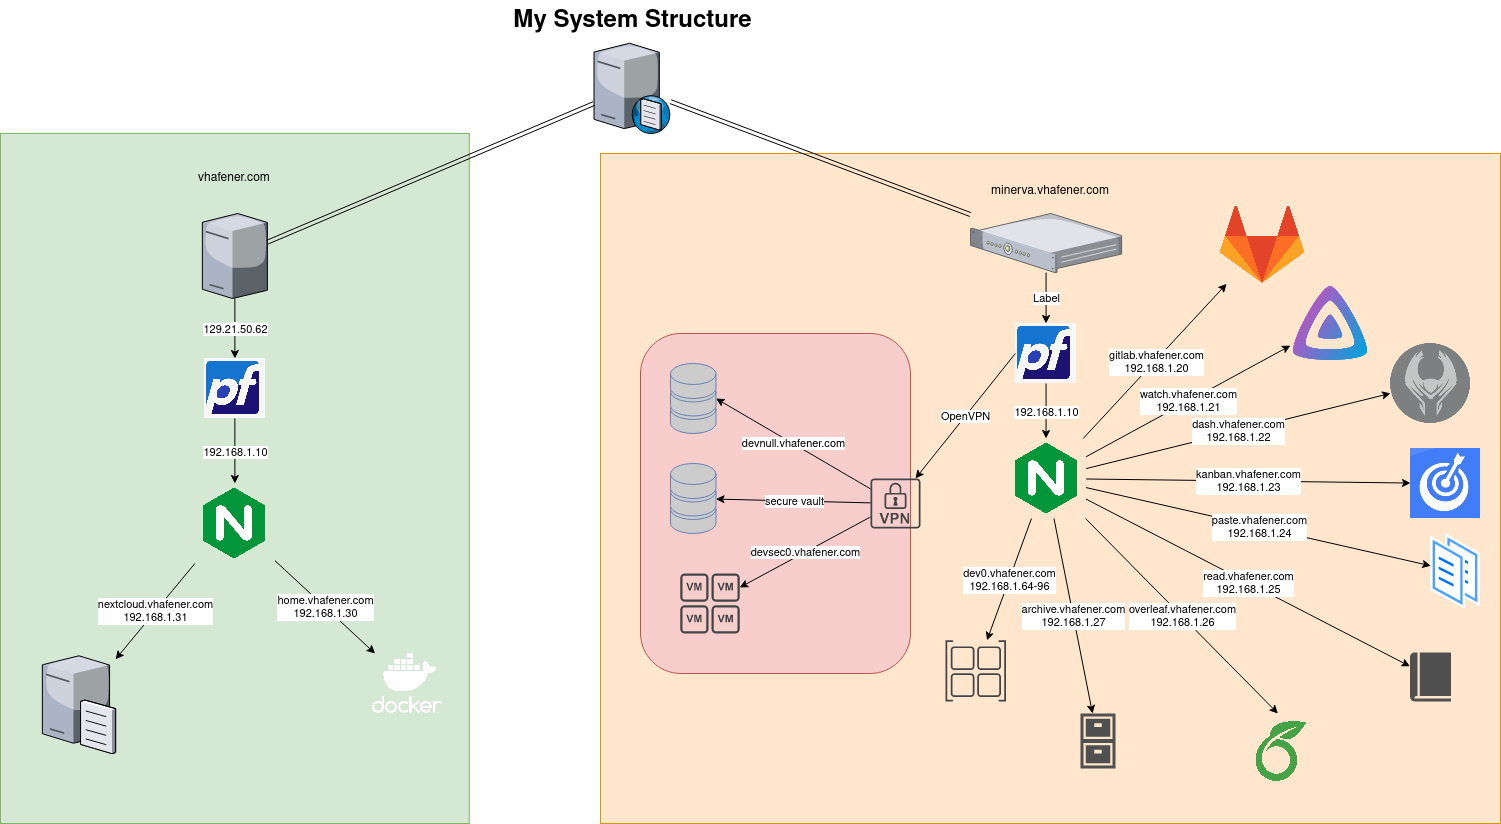 My System Structure
vhafener.com
129.21.50.62
pf
192.168.1.10
N
nextcloud.vhafener.com
192.168.1.31
home.vhafener.com
192.168.1.30
docker
minerva.vhafener.com
Label
pf
OpenVPN
192.168.1.10
N
VPN
devnull.vhafener.com
secure vault
devsec0.vhafener.com
VM
VM
VM
VM
gitlab.vhafener.com
192.168.1.20
watch.vhafener.com
192.168.1.21
dash.vhafener.com
192.168.1.22
kanban.vhafener.com
192.168.1.23
paste.vhafener.com
192.168.1.24
read.vhafener.com
192.168.1.25
overleaf.vhafener.com
192.168.1.26
archive.vhafener.com
192.168.1.27
dev0.vhafener.com
192.168.1.64-96